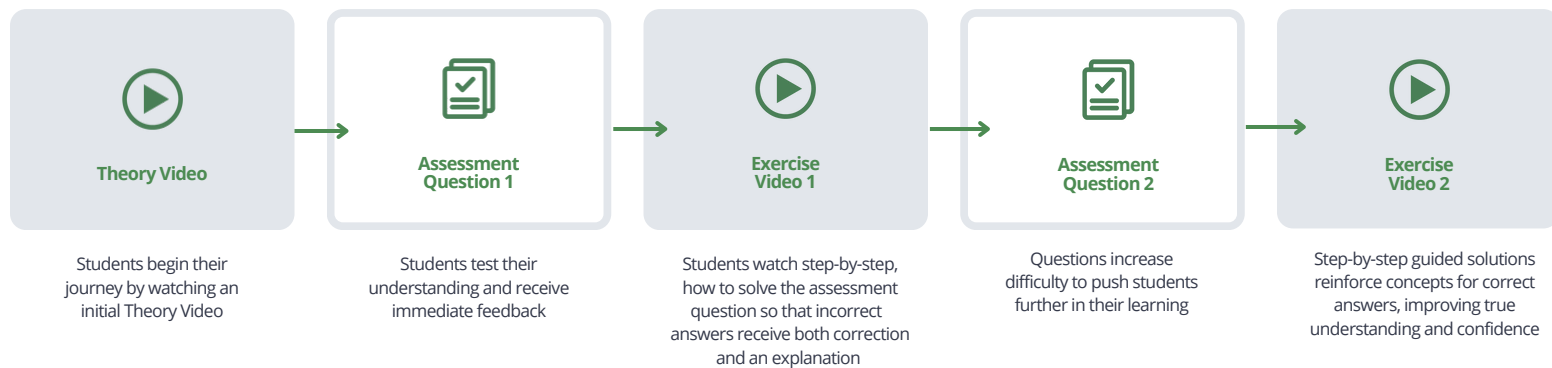 Theory Video
Students begin their
journey by watching an
initial Theory Video
Assessment
Question 1
Students test their
understanding and receive
immediate feedback
Exercise
Video 1
Students watch step-by-step,
how to solve the assessment
question so that incorrect
answers receive both correction
and an explanation
Assessment
Question 2
Questions increase
difficulty to push students
further in their learning
Exercise
Video 2
Step-by-step guided solutions
reinforce concepts for correct
answers, improving true
understanding and confidence